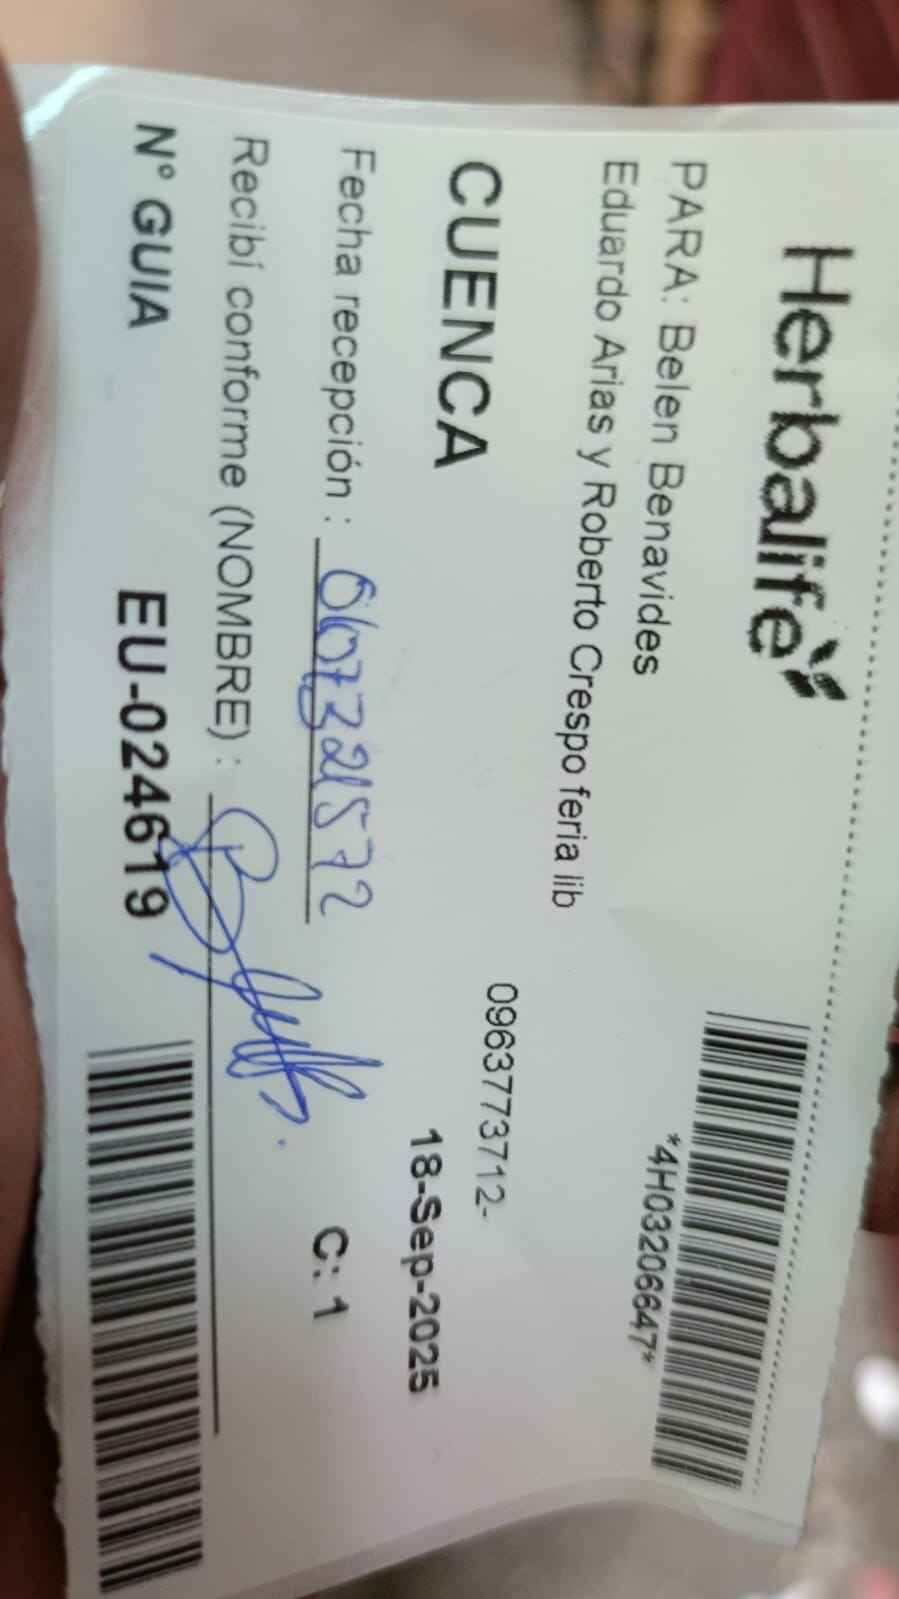 Herbalife
*4H03206647*
PARA: Belen Benavides
Eduardo Arias y Roberto Crespo feria lib
0963773712-
CUENCA
18-Sep-2025
Fecha recepción :
C: 1
Recibí conforme (NOMBRE) :
N° GUIA EU-024619